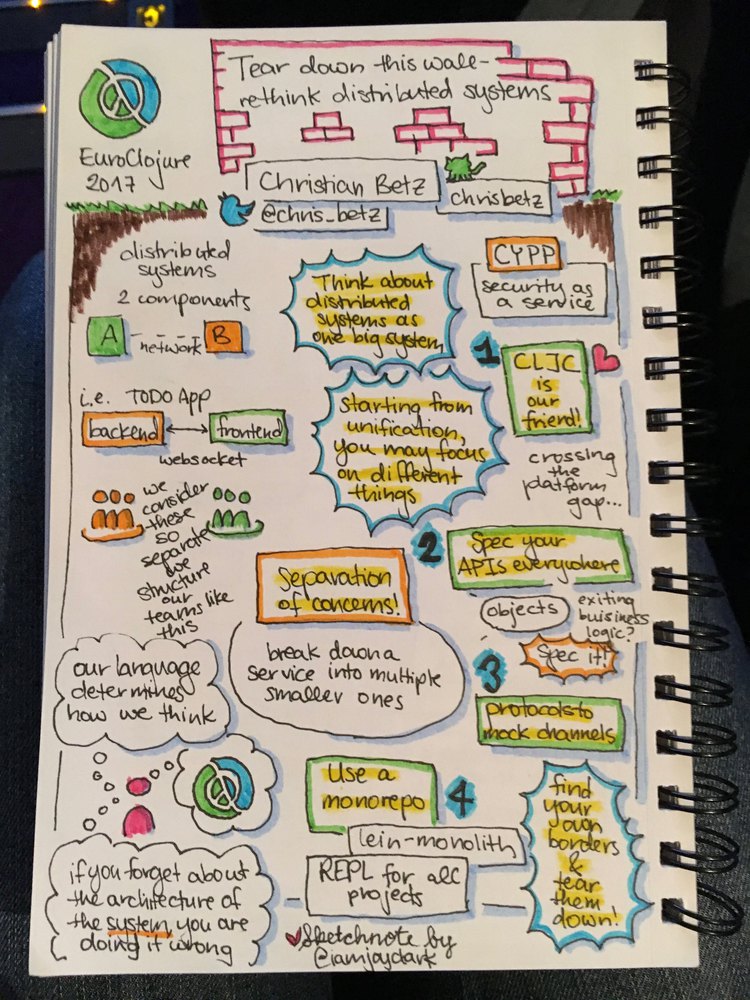 Tear down this wall-
rethink distributed systems
EuroClojure
2017
Christian Betz
@chris_betz
chrisbetz
distributed
systems
2 components
A
network
B
i.e. TODO App
backend
frontend
websocket
we
consider
these
so
separate
we
structure
our
teams like
this
our language
determines
how we think
if you forget about
the architecture of
the system you are
doing it wrong
Think about
distributed
systems as
one big system
starting from
unification,
you may focus
on different
things
Separation
of concerns!
break down a
service into multiple
smaller ones
CYPP
security as
a service
1
CLJC
is
our
friend!
crossing
the
platform
gap...
2
Spec your
APIs everywhere
objects
exiting
buisiness
logic?
Spec it!
3
protocols to
mock channels
Use a
monorepo
4
lein-monolith
REPL for all
projects
find
your
own
borders
&
tear
them
down!
Sketchnote by
@iamjoyclark